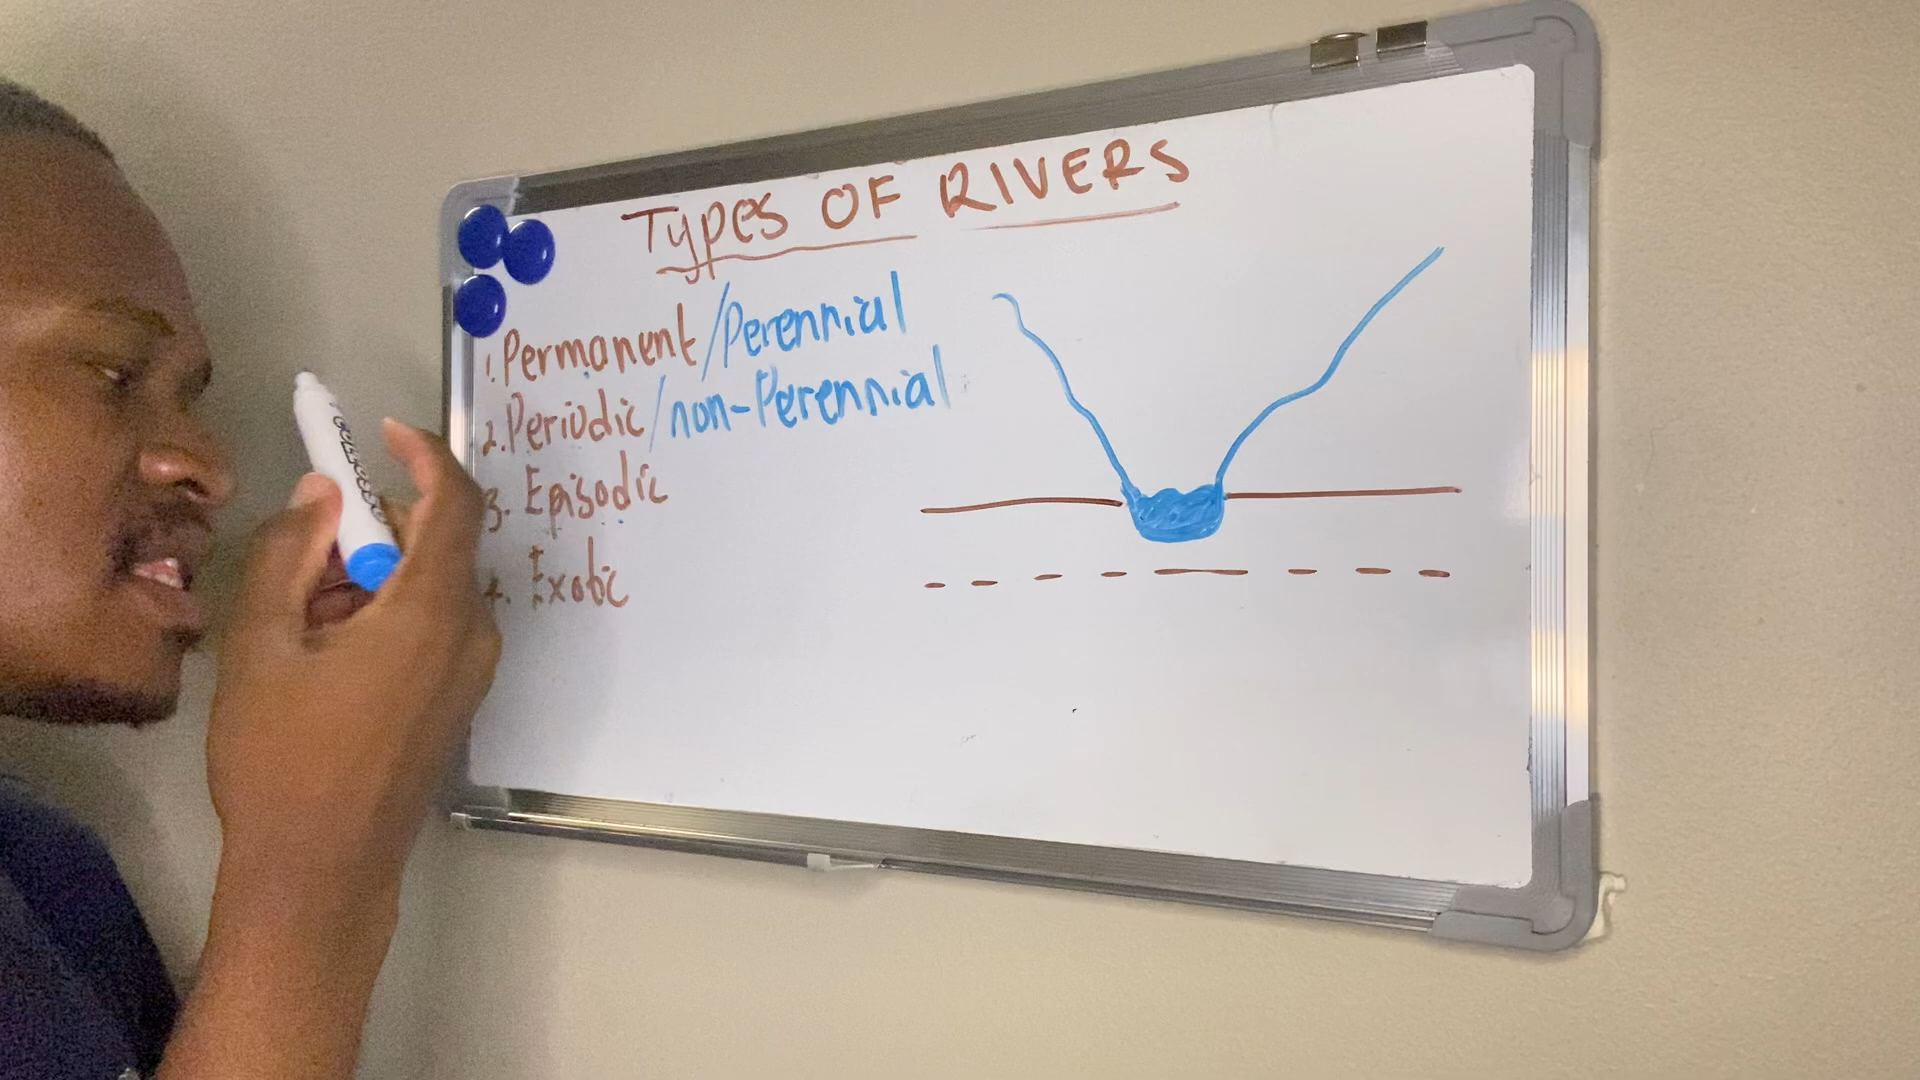 Types OF RIVERS
1. Permanent/Perennial
2. Periodic/non-Perennial
3. Episodic
4. Exotic